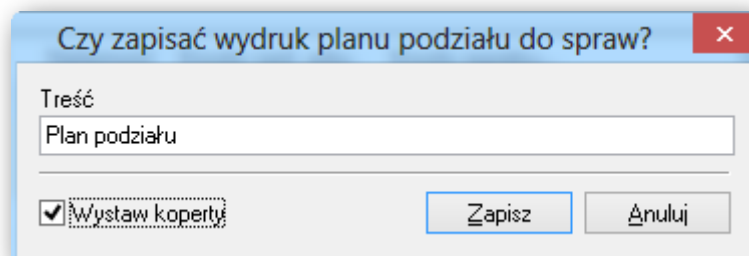 Czy zapisać wydruk planu podziału do spraw?
Treść
Plan podziału
Wystaw koperty
Zapisz
Anuluj